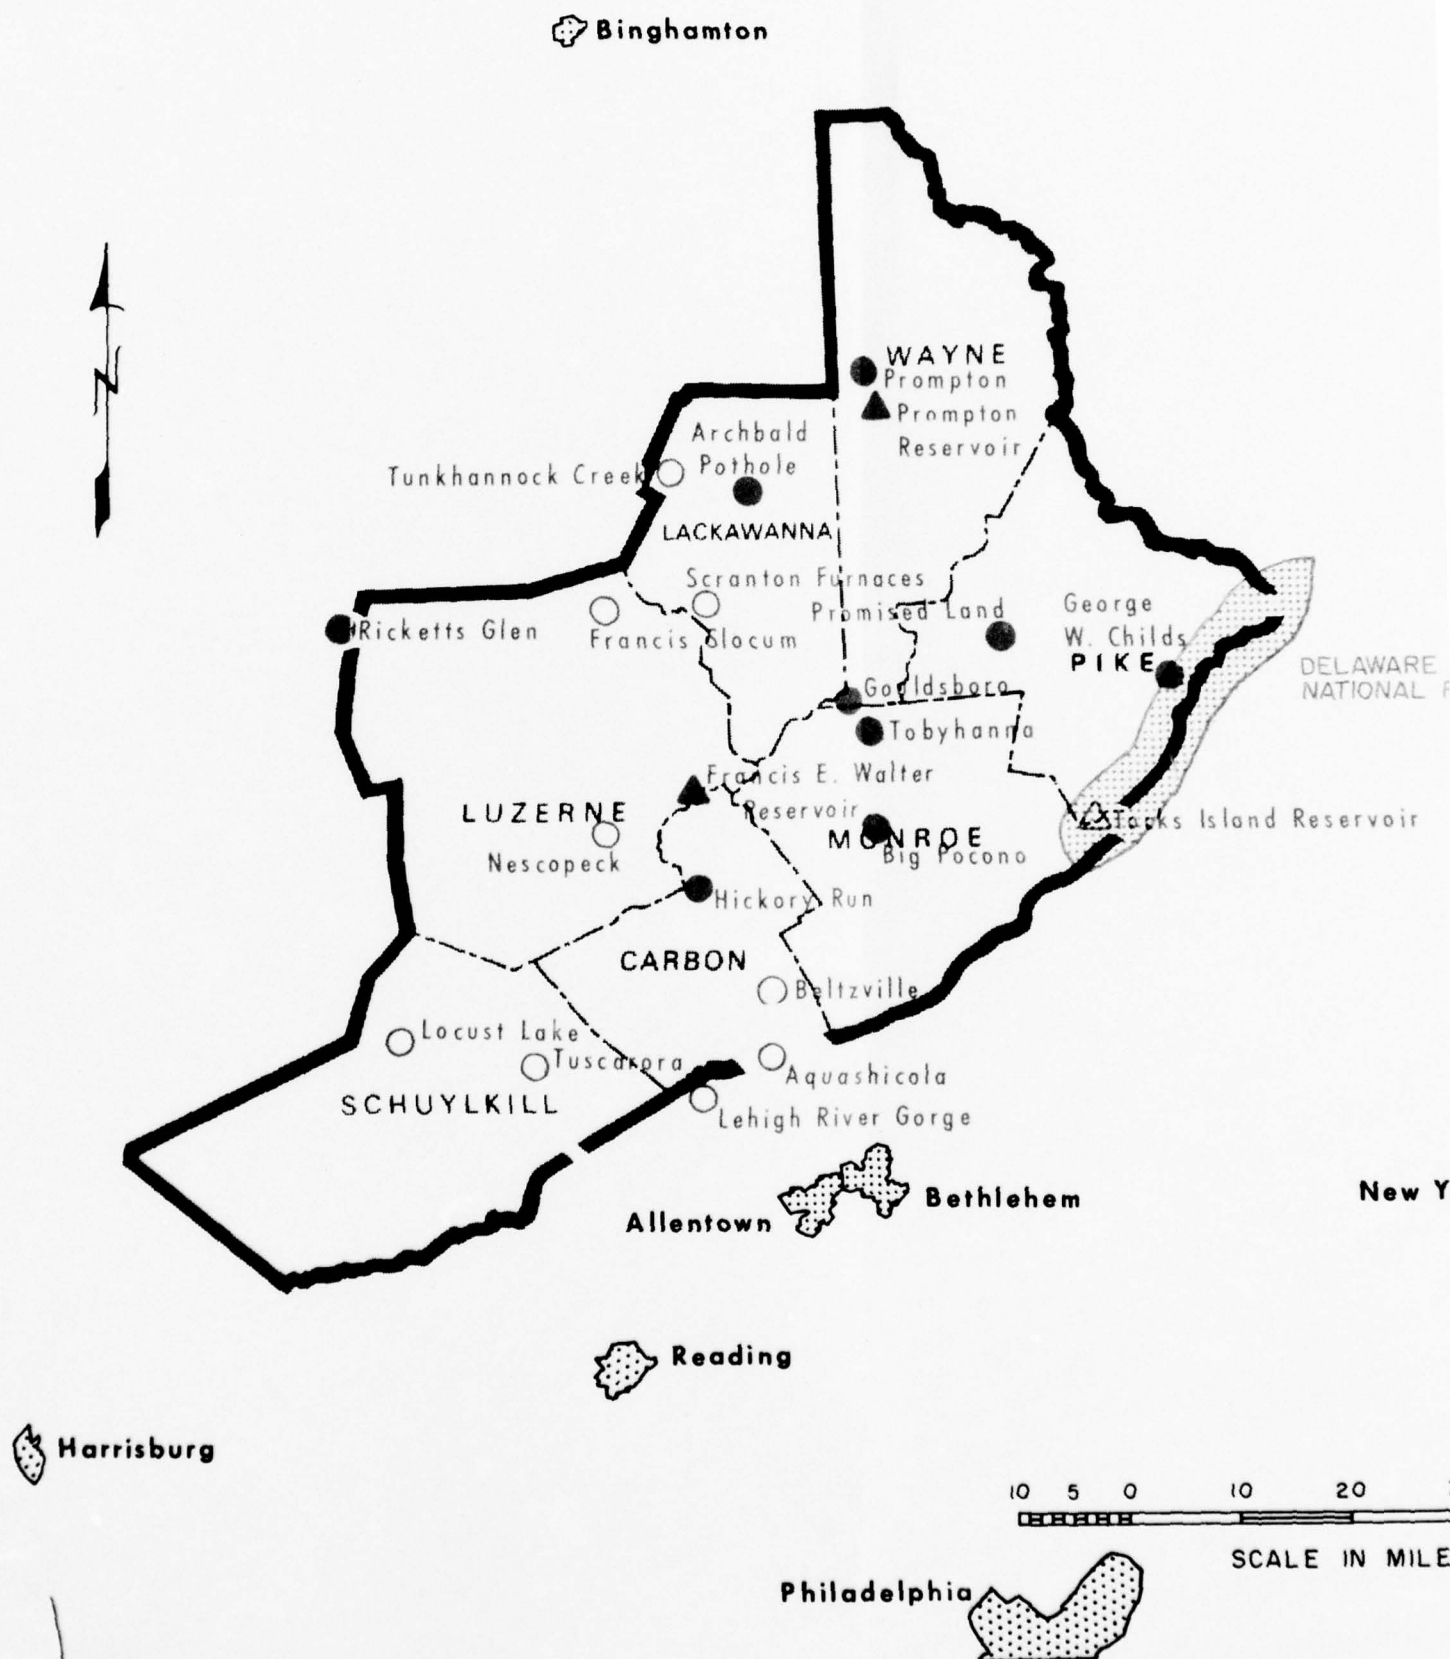 Binghamton
WAYNE
Prompton
Prompton
Reservoir
Archbald
Pothole
Tunkhannock Creek
LACKAWANNA
Scranton Furnaces
Promised Land
George
W. Childs
PIKE
Ricketts Glen
Francis Slocum
DELAWARE
NATIONAL
Gouldsboro
Tobyhanna
Francis E. Walter
Reservoir
LUZERNE
Nescopeck
MONROE
Big Pocono
Tocks Island Reservoir
Hickory Run
CARBON
Beltzville
Locust Lake
Tuscarora
Aquashicola
SCHUYLKILL
Lehigh River Gorge
Allentown
Bethlehem
New Y
Reading
Harrisburg
10 5 0 10 20
SCALE IN MILE
Philadelphia
N